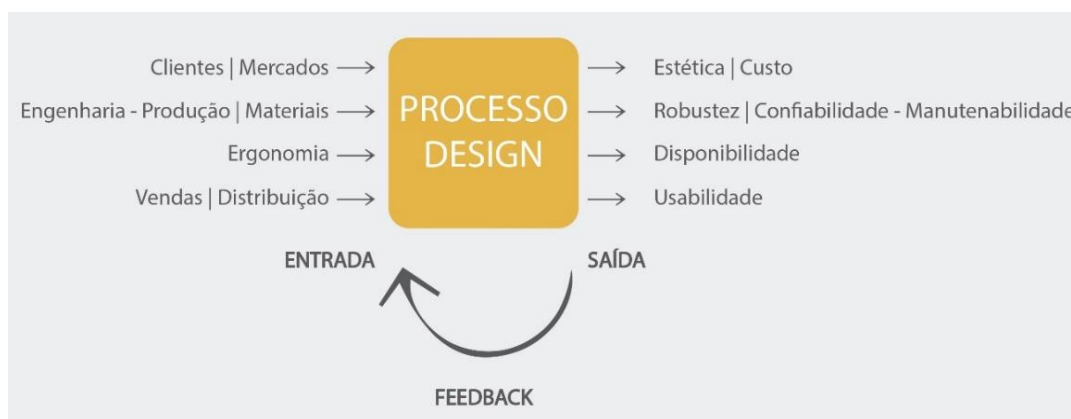 Clientes | Mercados
Engenharia - Produção | Materiais
Ergonomia
Vendas | Distribuição
PROCESSO
DESIGN
Estética | Custo
Robustez | Confiabilidade - Manutenabilidade
Disponibilidade
Usabilidade
ENTRADA
SAÍDA
FEEDBACK